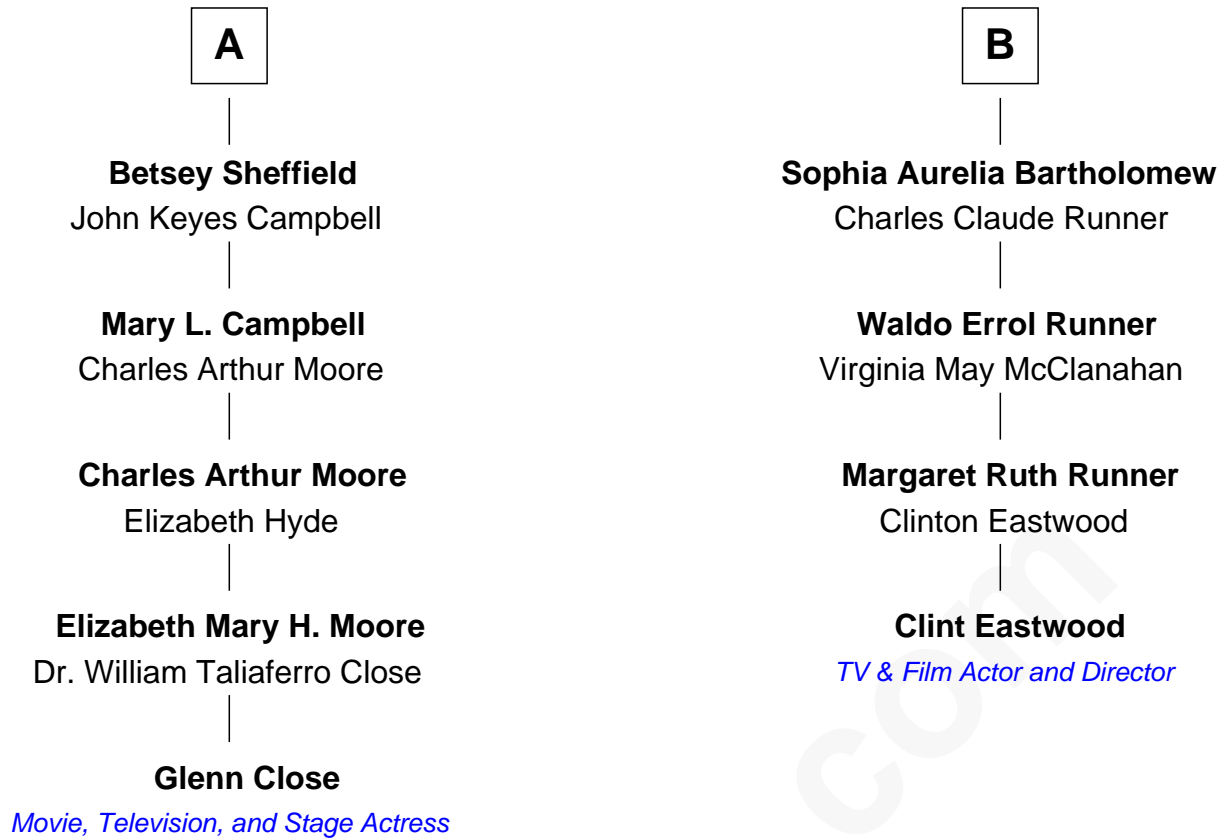 A
Betsey Sheffield
John Keyes Campbell
Mary L. Campbell
Charles Arthur Moore
Charles Arthur Moore
Elizabeth Hyde
Elizabeth Mary H. Moore
Dr. William Taliaferro Close
Glenn Close
Movie, Television, and Stage Actress
B
Sophia Aurelia Bartholomew
Charles Claude Runner
Waldo Errol Runner
Virginia May McClanahan
Margaret Ruth Runner
Clinton Eastwood
Clint Eastwood
TV & Film Actor and Director
com